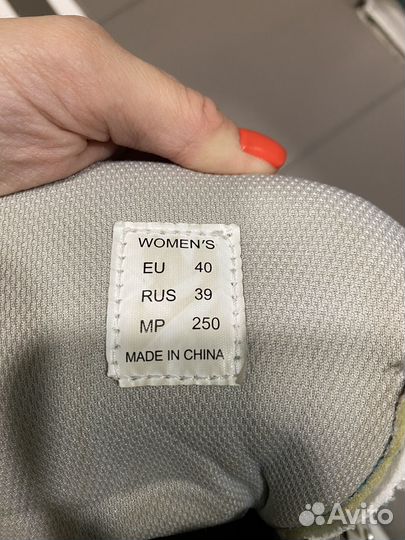 WOMEN'S
EU 40
RUS 39
MP 250
MADE IN CHINA
Avito